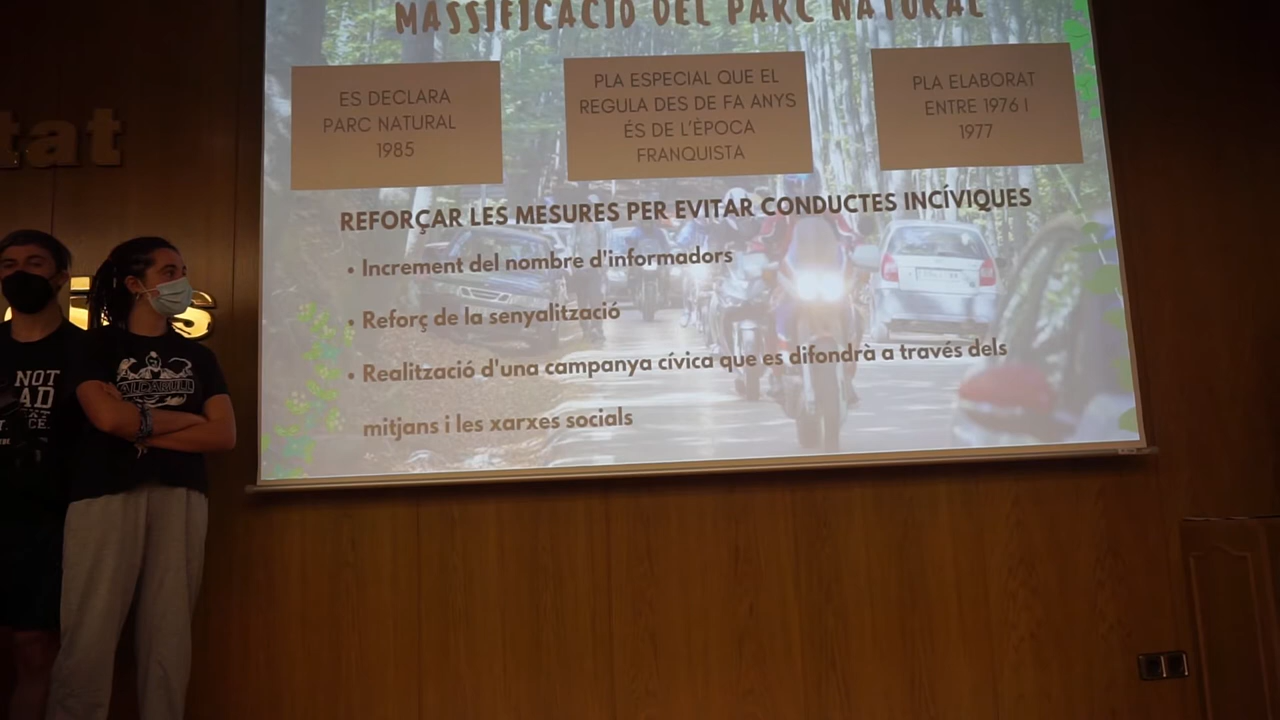 MASSIFICACIÓ DEL PARC NATURAL
ES DECLARA
PARC NATURAL
1985
PLA ESPECIAL QUE EL
REGULA DES DE FA ANYS
ÉS DE L'ÈPOCA
FRANQUISTA
PLA ELABORAT
ENTRE 1976 I
1977
REFORÇAR LES MESURES PER EVITAR CONDUCTES INCÍVIQUES
• Increment del nombre d'informadors
• Reforç de la senyalització
• Realització d'una campanya cívica que es difondrà a través dels
mitjans i les xarxes socials
tat
S
NOT